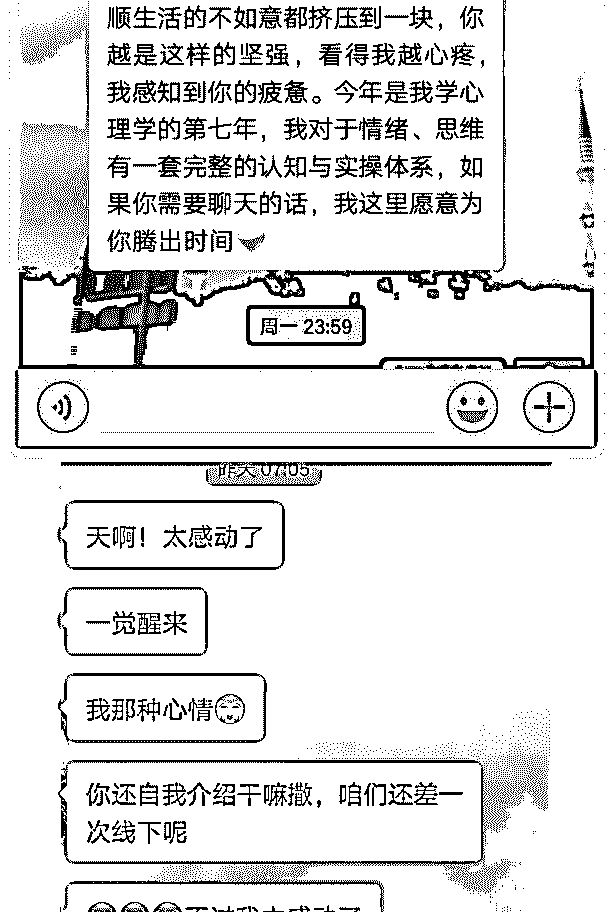 顺生活的不如意都挤压到一块，你
越是这样的坚强，看得我越心疼，
我感知到你的疲惫。今年是我学心
理学的第七年，我对于情绪、思维
有一套完整的认知与实操体系，如
果你需要聊天的话，我这里愿意为
你腾出时间
周一 23:59
昨天 07:05
天啊！太感动了
一觉醒来
我那种心情
你还自我介绍干嘛撒，咱们还差一
次线下呢